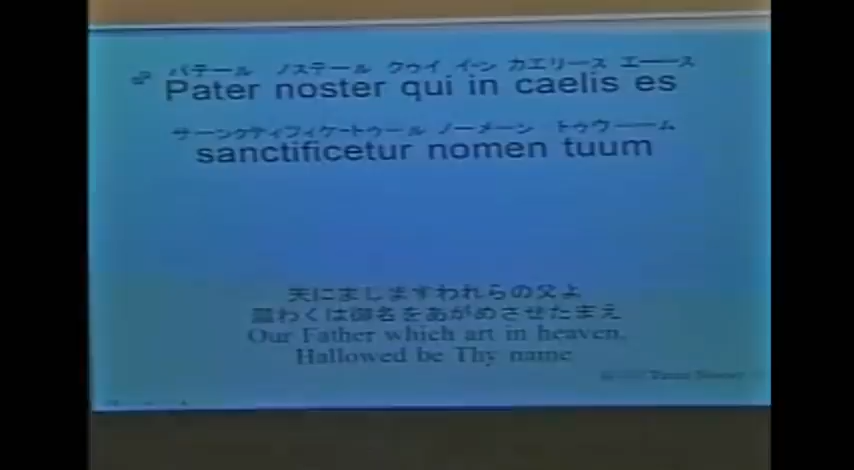 パテール ノステール クゥイ イン カエリース エース
Pater noster qui in caelis es
サーンクティフィケートゥール ノーメーン トゥウーム
sanctificetur nomen tuum
天にましますわれらの父よ
くは御名をあがめさせたまえ
Our Father which art in heaven,
Hallowed be Thy name